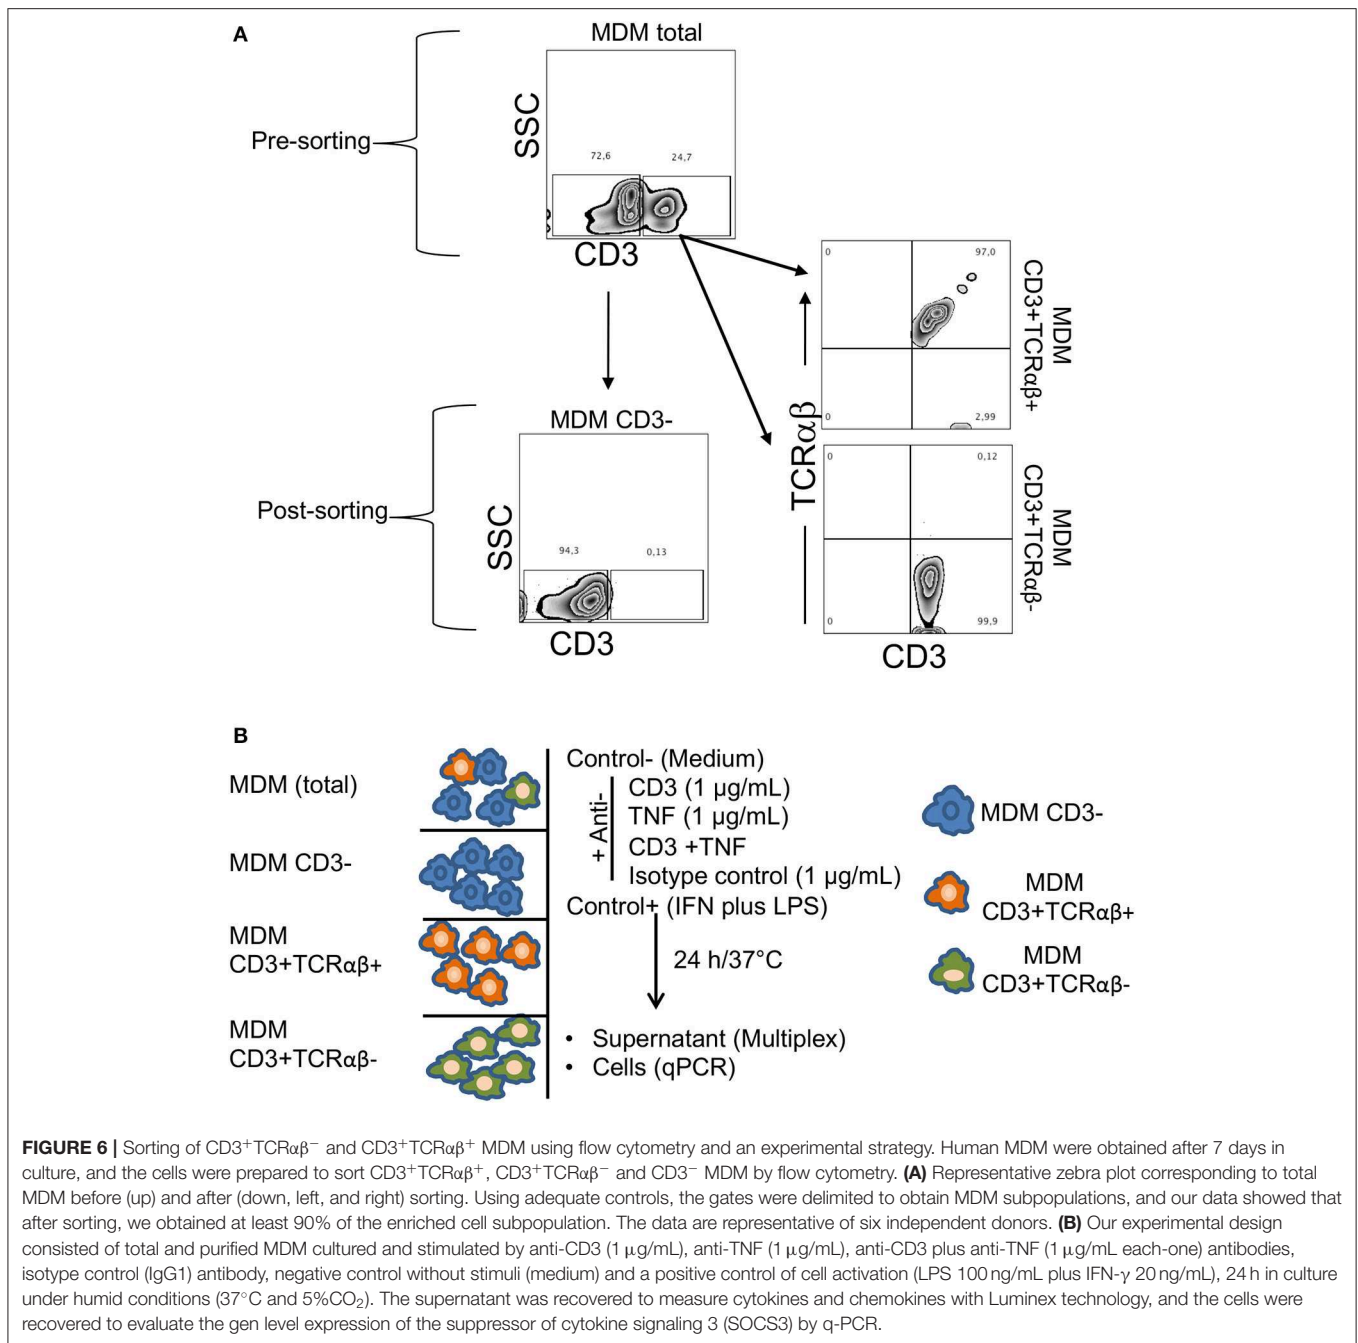 A
MDM total
Pre-sorting
SSC
72,6 24,7
CD3
0 97,0
0 2,99
MDM
CD3+TCRαβ+
TCRαβ
MDM CD3-
Post-sorting
SSC
94,3 0,13
CD3
0 0,12
0 99,9
MDM
CD3+TCRαβ-
CD3
B
MDM (total)
MDM CD3-
MDM
CD3+TCRαβ+
MDM
CD3+TCRαβ-
Control- (Medium)
+ Anti-
CD3 (1 µg/mL)
TNF (1 µg/mL)
CD3 +TNF
Isotype control (1 µg/mL)
Control+ (IFN plus LPS)
24 h/37°C
• Supernatant (Multiplex)
• Cells (qPCR)
MDM CD3-
MDM
CD3+TCRαβ+
MDM
CD3+TCRαβ-
FIGURE 6 | Sorting of CD3⁺TCRαβ⁻ and CD3⁺TCRαβ⁺ MDM using flow cytometry and an experimental strategy. Human MDM were obtained after 7 days in
culture, and the cells were prepared to sort CD3⁺TCRαβ⁺, CD3⁺TCRαβ⁻ and CD3⁻ MDM by flow cytometry. (A) Representative zebra plot corresponding to total
MDM before (up) and after (down, left, and right) sorting. Using adequate controls, the gates were delimited to obtain MDM subpopulations, and our data showed that
after sorting, we obtained at least 90% of the enriched cell subpopulation. The data are representative of six independent donors. (B) Our experimental design
consisted of total and purified MDM cultured and stimulated by anti-CD3 (1 µg/mL), anti-TNF (1 µg/mL), anti-CD3 plus anti-TNF (1 µg/mL each-one) antibodies,
isotype control (IgG1) antibody, negative control without stimuli (medium) and a positive control of cell activation (LPS 100 ng/mL plus IFN-γ 20 ng/mL), 24 h in culture
under humid conditions (37°C and 5%CO₂). The supernatant was recovered to measure cytokines and chemokines with Luminex technology, and the cells were
recovered to evaluate the gen level expression of the suppressor of cytokine signaling 3 (SOCS3) by q-PCR.